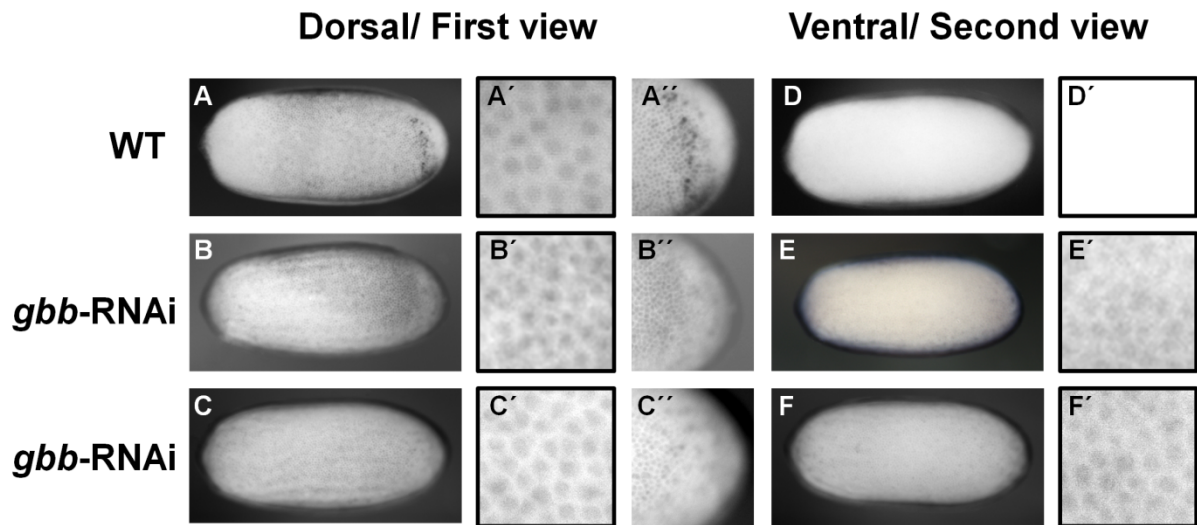 Dorsal/ First view Ventral/ Second view
WT A A´ A´´ D D´
gbb-RNAi B B´ B´´ E E´
gbb-RNAi C C´ C´´ F F´